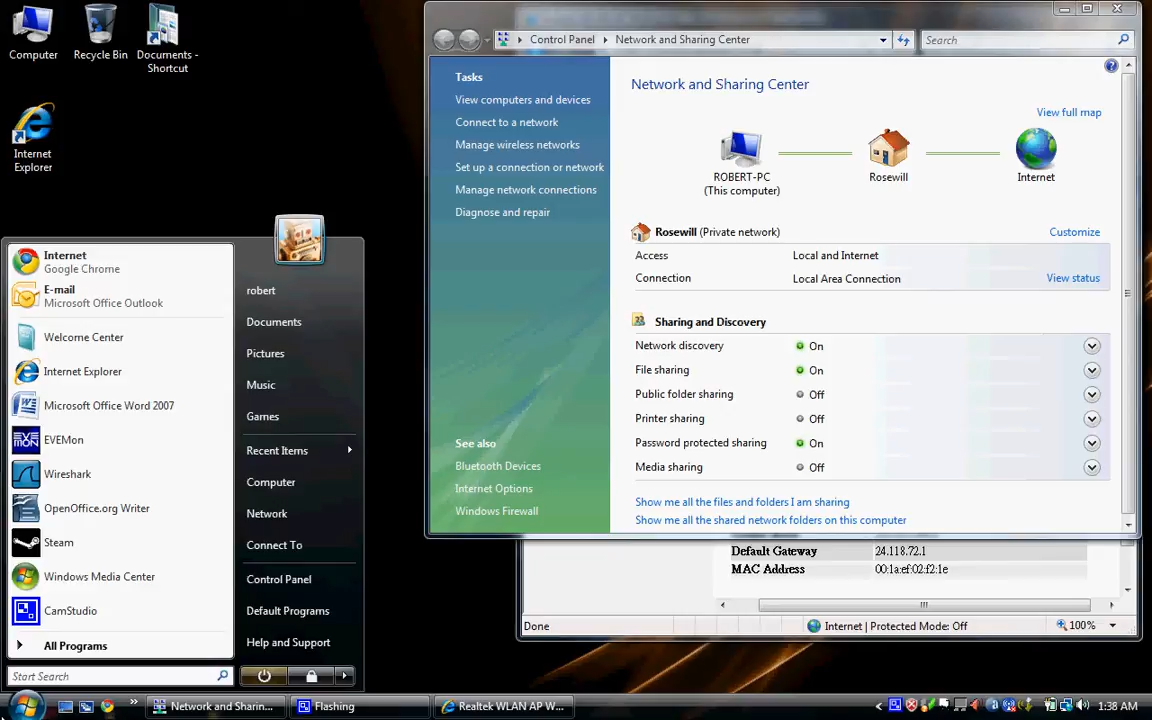 Computer
Recycle Bin
Documents -
Shortcut
Internet
Explorer
Control Panel
Network and Sharing Center
Search
Tasks
View computers and devices
Connect to a network
Manage wireless networks
Set up a connection or network
Manage network connections
Diagnose and repair
See also
Bluetooth Devices
Internet Options
Windows Firewall
Network and Sharing Center
View full map
ROBERT-PC
(This computer)
Rosewill
Internet
Rosewill (Private network)
Customize
Access
Local and Internet
Connection
Local Area Connection
View status
Sharing and Discovery
Network discovery
On
File sharing
On
Public folder sharing
Off
Printer sharing
Off
Password protected sharing
On
Media sharing
Off
Show me all the files and folders I am sharing
Show me all the shared network folders on this computer
Default Gateway
24.118.72.1
MAC Address
00:1a:ef:02:f2:1e
Done
Internet | Protected Mode: Off
100%
Internet
Google Chrome
E-mail
Microsoft Office Outlook
Welcome Center
Internet Explorer
Microsoft Office Word 2007
EVEMon
Wireshark
OpenOffice.org Writer
Steam
Windows Media Center
CamStudio
All Programs
Start Search
robert
Documents
Pictures
Music
Games
Recent Items
Computer
Network
Connect To
Control Panel
Default Programs
Help and Support
Network and Sharin...
Flashing
Realtek WLAN AP W...
1:38 AM